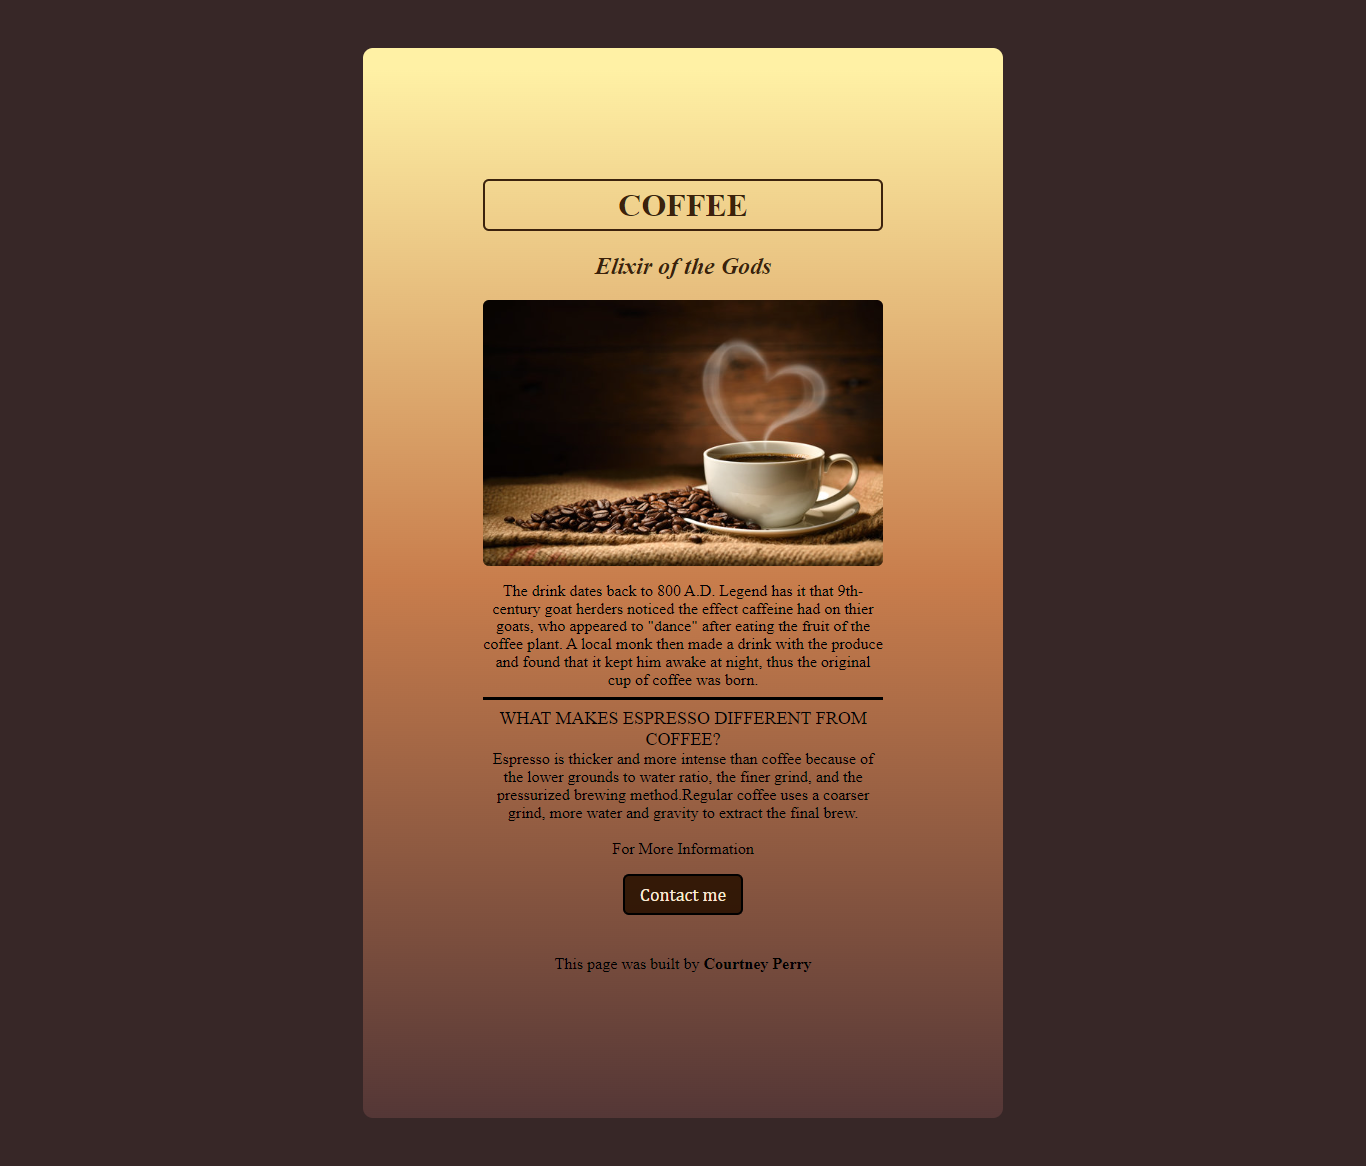 COFFEE
Elixir of the Gods
The drink dates back to 800 A.D. Legend has it that 9th-
century goat herders noticed the effect caffeine had on thier
goats, who appeared to "dance" after eating the fruit of the
coffee plant. A local monk then made a drink with the produce
and found that it kept him awake at night, thus the original
cup of coffee was born.
WHAT MAKES ESPRESSO DIFFERENT FROM
COFFEE?
Espresso is thicker and more intense than coffee because of
the lower grounds to water ratio, the finer grind, and the
pressurized brewing method.Regular coffee uses a coarser
grind, more water and gravity to extract the final brew.
For More Information
Contact me
This page was built by Courtney Perry